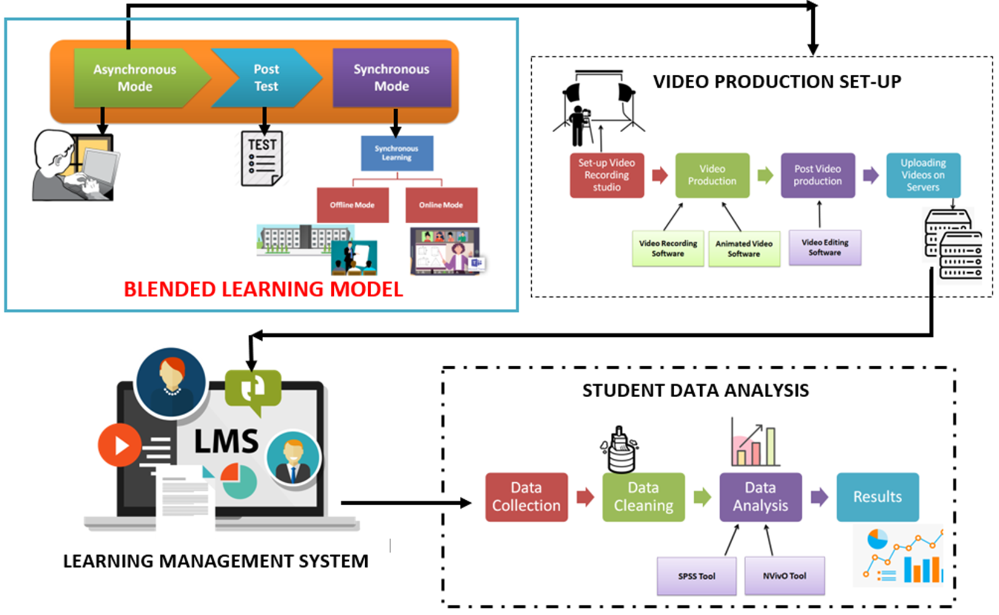 Asynchronous
Mode
Post
Test
Synchronous
Mode
TEST
Synchronous
Learning
Offline Mode
Online Mode
BLENDED LEARNING MODEL
VIDEO PRODUCTION SET-UP
Set-up Video
Recording
studio
Video
Production
Post Video
production
Uploading
Videos on
Servers
Video Recording
Software
Animated Video
Software
Video Editing
Software
LMS
LEARNING MANAGEMENT SYSTEM
STUDENT DATA ANALYSIS
Data
Collection
Data
Cleaning
Data
Analysis
Results
SPSS Tool
NVivO Tool